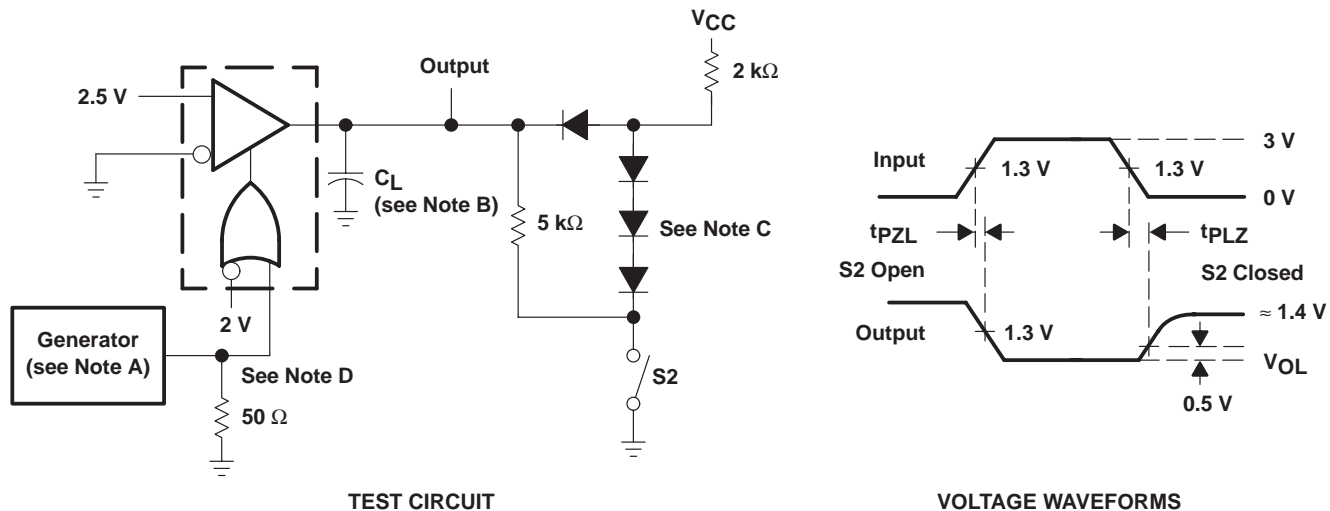 VCC
2 kΩ
Output
2.5 V
CL
(see Note B)
5 kΩ
See Note C
2 V
Generator
(see Note A)
See Note D
50 Ω
S2
TEST CIRCUIT
3 V
Input
1.3 V
1.3 V
0 V
tPZL
tPLZ
S2 Open
S2 Closed
≈ 1.4 V
Output
1.3 V
VOL
0.5 V
VOLTAGE WAVEFORMS